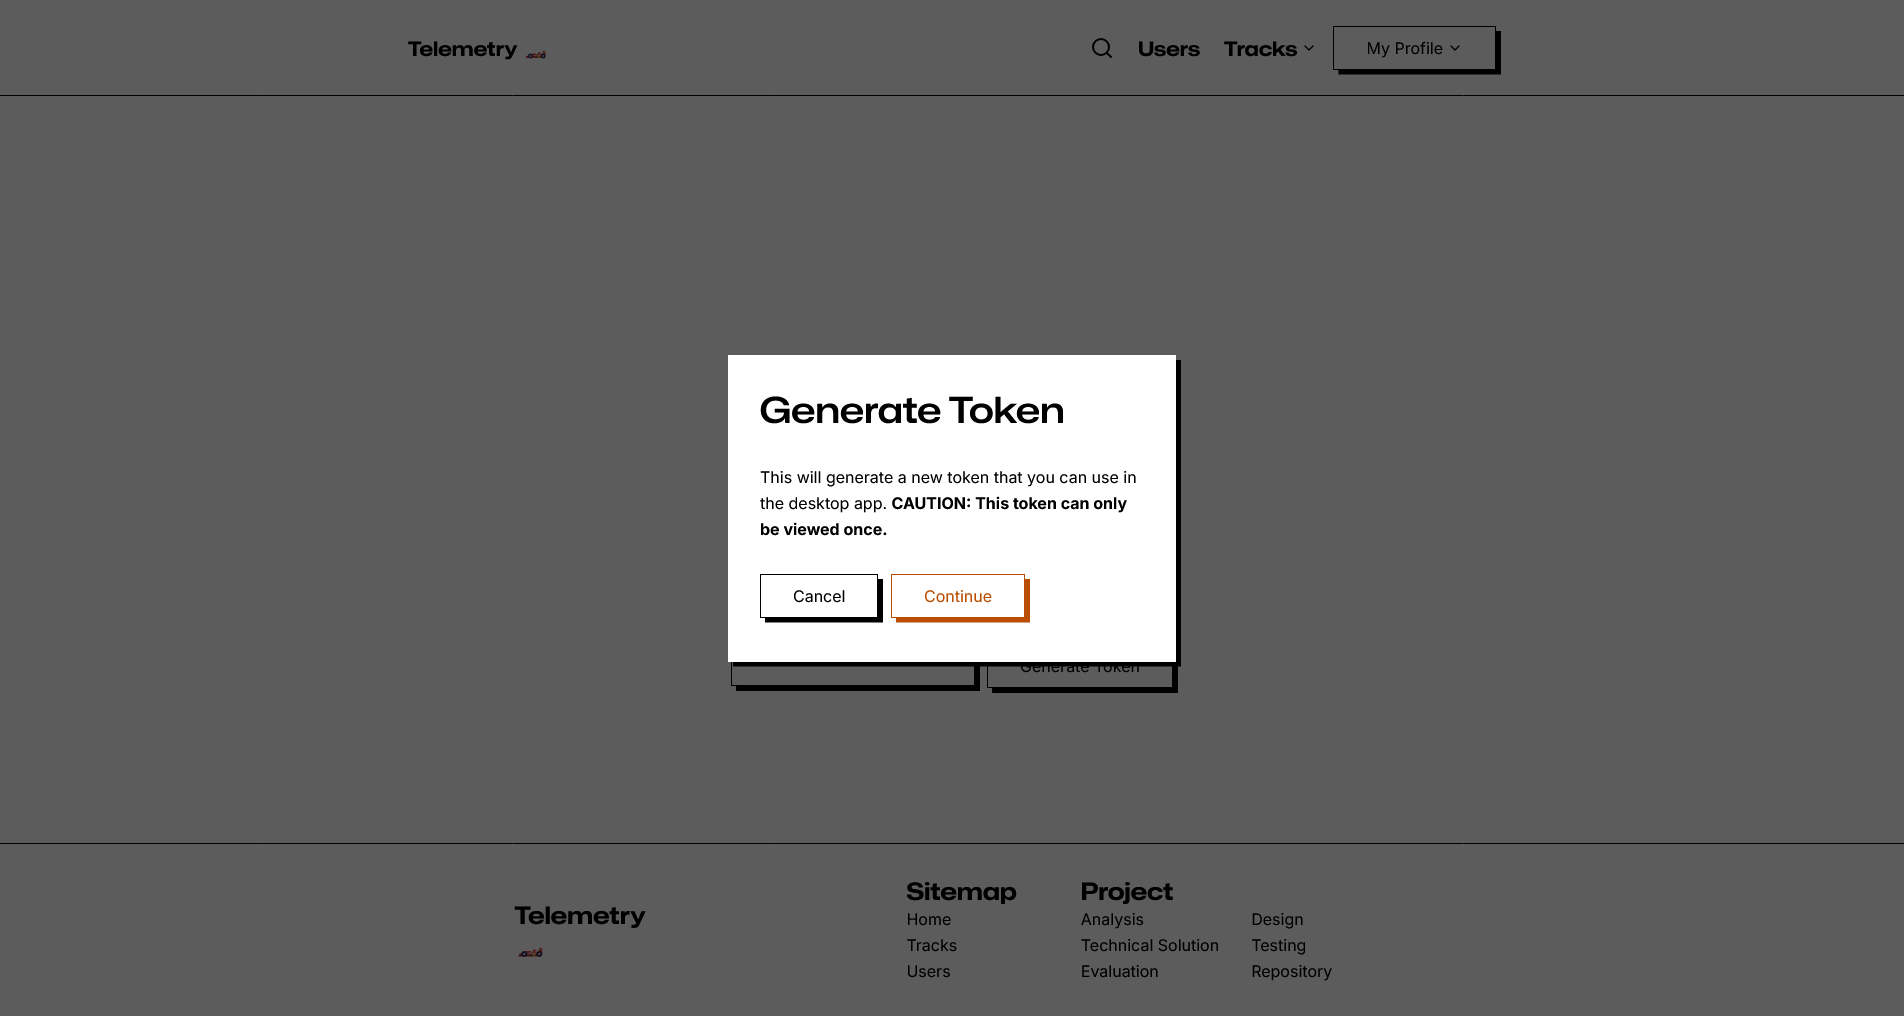 Telemetry
Users
Tracks
My Profile
Generate Token
This will generate a new token that you can use in
the desktop app. CAUTION: This token can only
be viewed once.
Cancel
Continue
Generate Token
Telemetry
Sitemap
Home
Tracks
Users
Project
Analysis
Technical Solution
Evaluation
Design
Testing
Repository